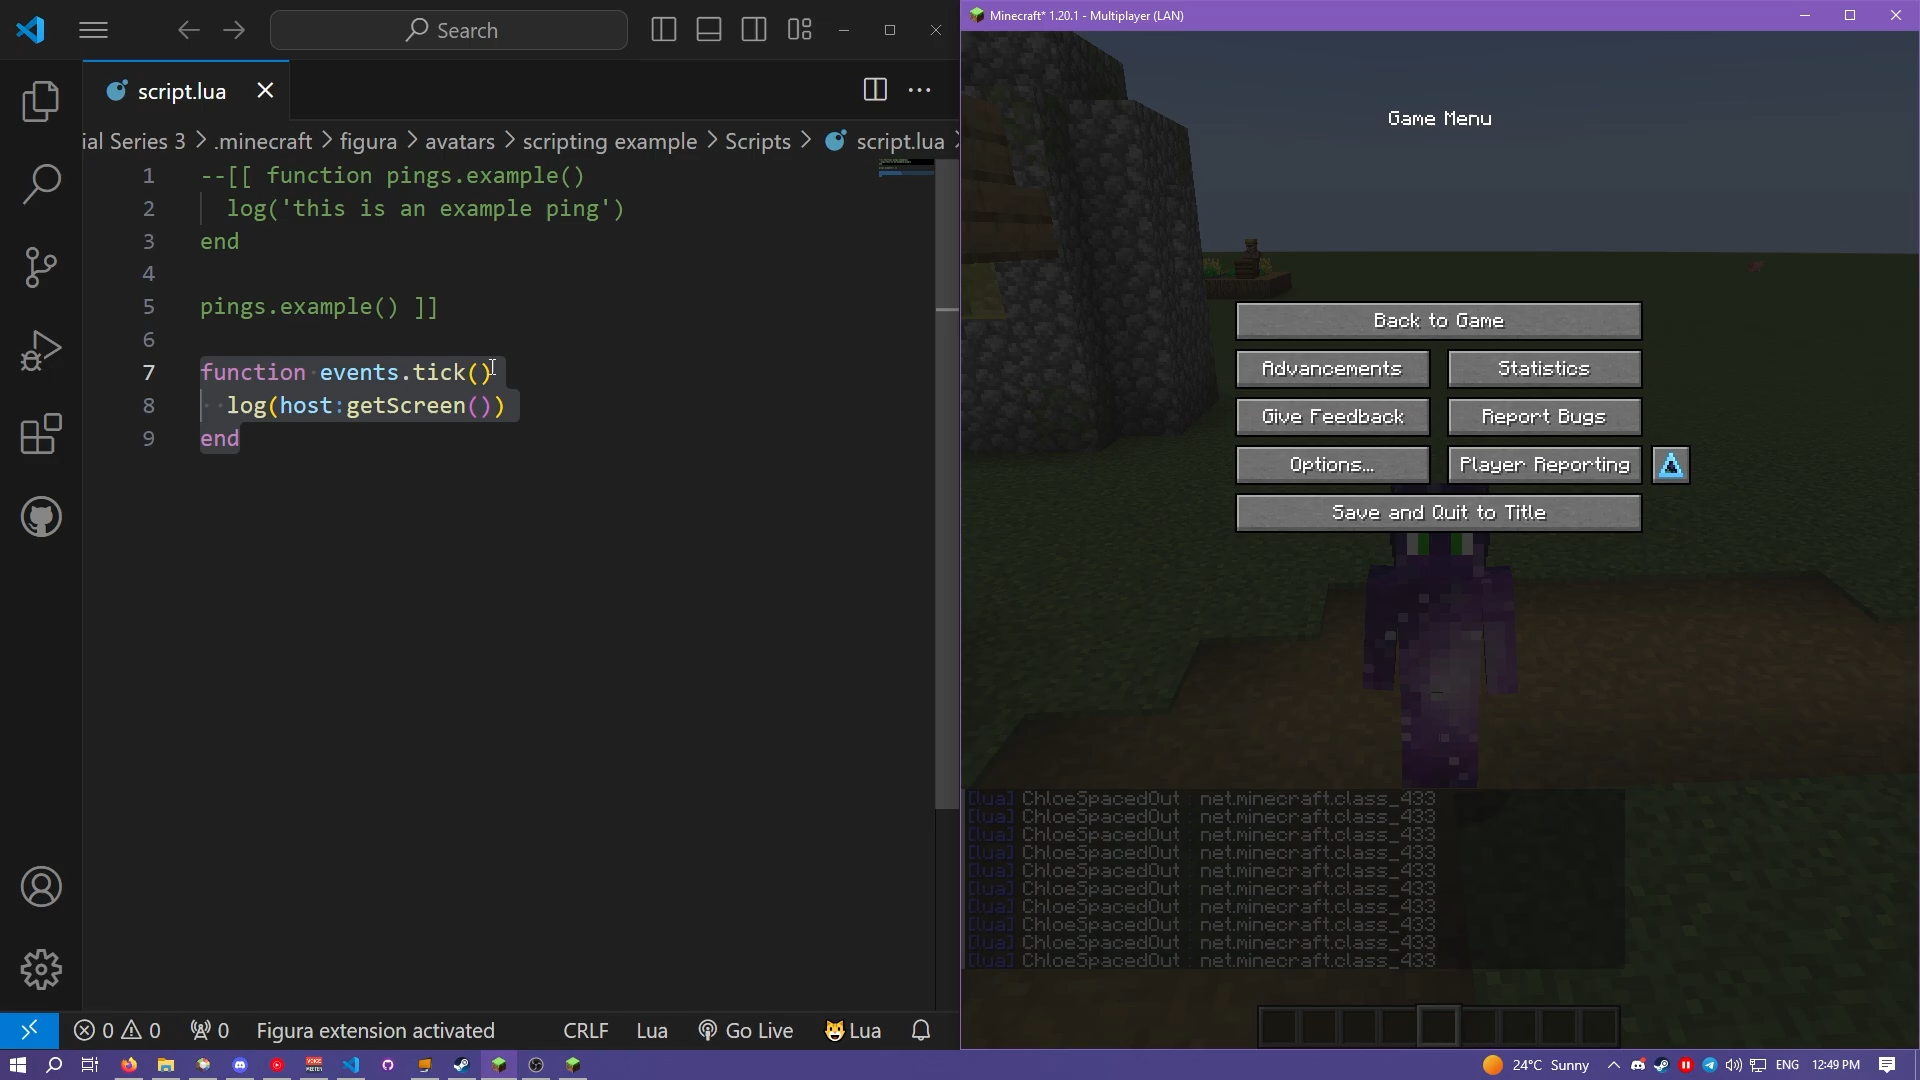 Search
script.lua
ial Series 3 > .minecraft > figura > avatars > scripting example > Scripts > script.lua >
1 --[[ function pings.example()
2 log('this is an example ping')
3 end
4
5 pings.example() ]]
6
7 function events.tick()
8 log(host:getScreen())
9 end
0 0 0 Figura extension activated CRLF Lua Go Live Lua
Minecraft* 1.20.1 - Multiplayer (LAN)
Game Menu
Back to Game
Advancements Statistics
Give Feedback Report Bugs
Options... Player Reporting
Save and Quit to Title
[lua] ChloeSpacedOut : net.minecraft.class_433
[lua] ChloeSpacedOut : net.minecraft.class_433
[lua] ChloeSpacedOut : net.minecraft.class_433
[lua] ChloeSpacedOut : net.minecraft.class_433
[lua] ChloeSpacedOut : net.minecraft.class_433
[lua] ChloeSpacedOut : net.minecraft.class_433
[lua] ChloeSpacedOut : net.minecraft.class_433
[lua] ChloeSpacedOut : net.minecraft.class_433
[lua] ChloeSpacedOut : net.minecraft.class_433
[lua] ChloeSpacedOut : net.minecraft.class_433
24°C Sunny ENG 12:49 PM